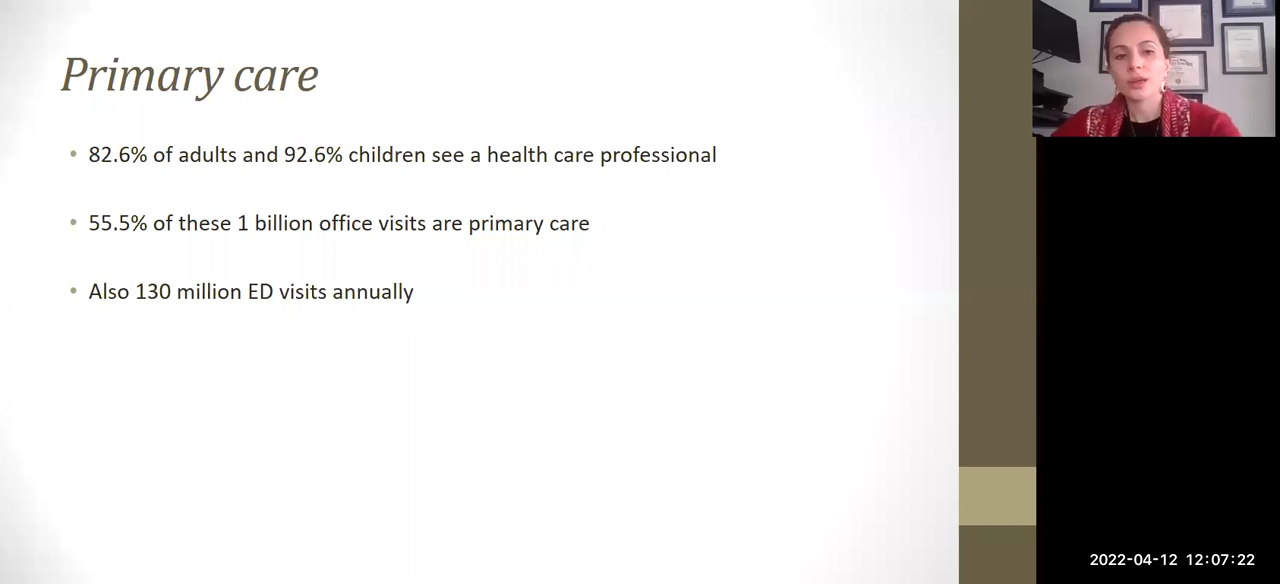 Primary care
• 82.6% of adults and 92.6% children see a health care professional
• 55.5% of these 1 billion office visits are primary care
• Also 130 million ED visits annually
2022-04-12 12:07:22